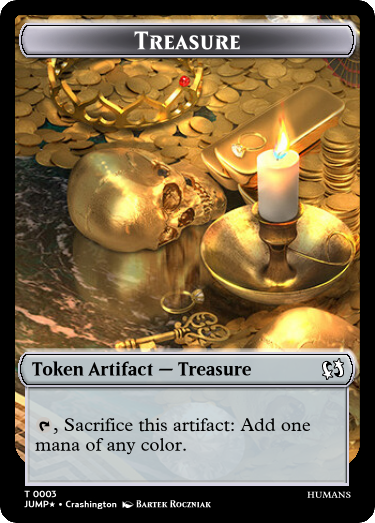 Treasure
Token Artifact — Treasure
, Sacrifice this artifact: Add one
mana of any color.
T 0003
JUMP★ • Crashington Bartek Roczniak
HUMANS